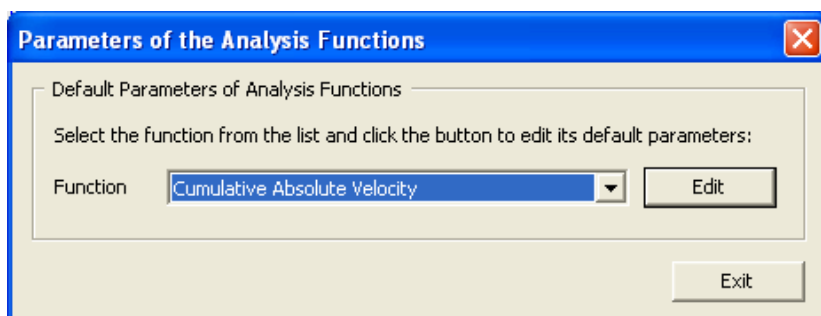 Parameters of the Analysis Functions
Default Parameters of Analysis Functions
Select the function from the list and click the button to edit its default parameters:
Function Cumulative Absolute Velocity Edit
Exit